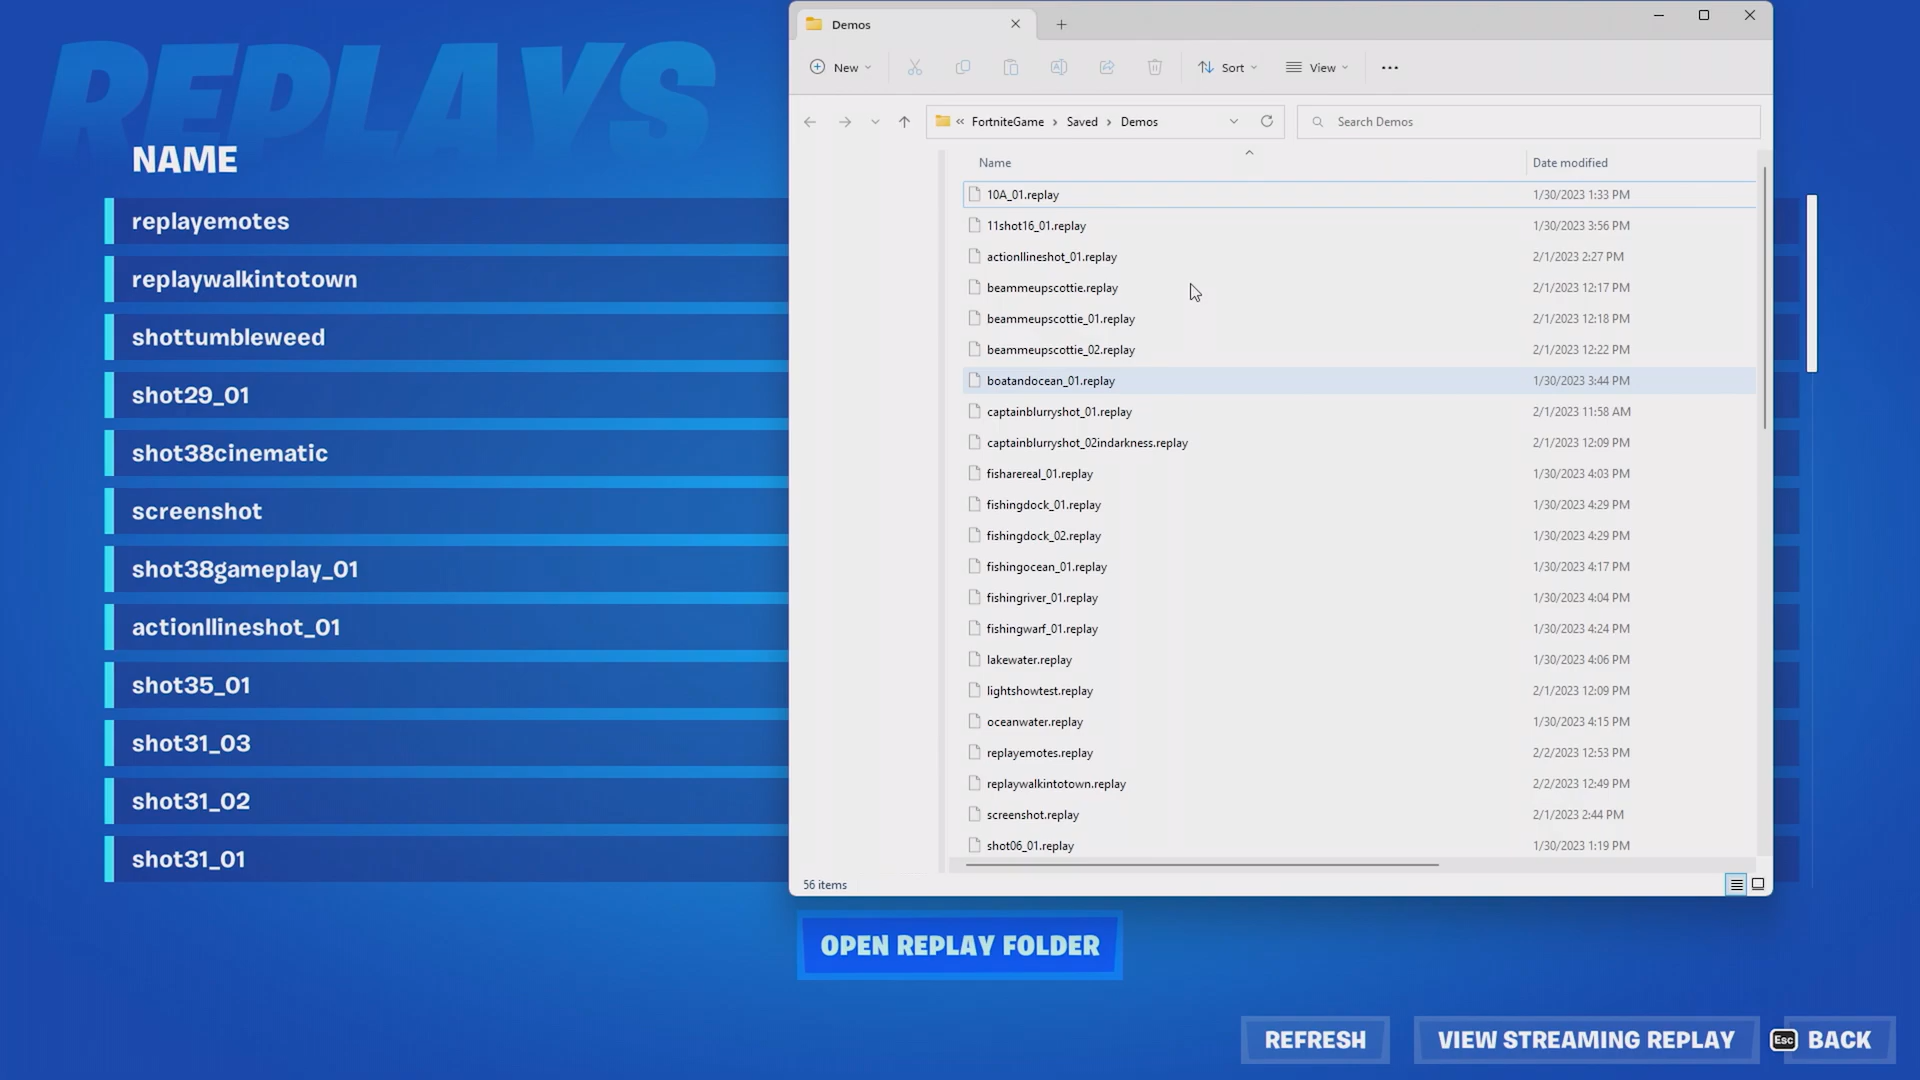 REPLAYS
NAME
replayemotes
replaywalkintotown
shottumbleweed
shot29_01
shot38cinematic
screenshot
shot38gameplay_01
actionllineshot_01
shot35_01
shot31_03
shot31_02
shot31_01
Demos
New
Sort
View
« FortniteGame > Saved > Demos
Search Demos
Name Date modified
10A_01.replay 1/30/2023 1:33 PM
11shot16_01.replay 1/30/2023 3:56 PM
actionllineshot_01.replay 2/1/2023 2:27 PM
beammeupscottie.replay 2/1/2023 12:17 PM
beammeupscottie_01.replay 2/1/2023 12:18 PM
beammeupscottie_02.replay 2/1/2023 12:22 PM
boatandocean_01.replay 1/30/2023 3:44 PM
captainblurryshot_01.replay 2/1/2023 11:58 AM
captainblurryshot_02indarkness.replay 2/1/2023 12:09 PM
fisharereal_01.replay 1/30/2023 4:03 PM
fishingdock_01.replay 1/30/2023 4:29 PM
fishingdock_02.replay 1/30/2023 4:29 PM
fishingocean_01.replay 1/30/2023 4:17 PM
fishingriver_01.replay 1/30/2023 4:04 PM
fishingwarf_01.replay 1/30/2023 4:24 PM
lakewater.replay 1/30/2023 4:06 PM
lightshowtest.replay 2/1/2023 12:09 PM
oceanwater.replay 1/30/2023 4:15 PM
replayemotes.replay 2/2/2023 12:53 PM
replaywalkintotown.replay 2/2/2023 12:49 PM
screenshot.replay 2/1/2023 2:44 PM
shot06_01.replay 1/30/2023 1:19 PM
56 items
OPEN REPLAY FOLDER
REFRESH
VIEW STREAMING REPLAY
Esc BACK